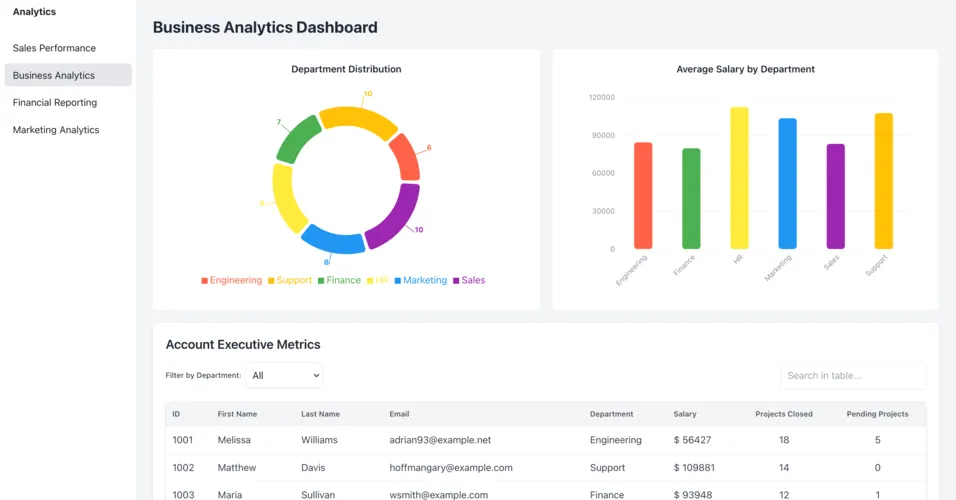 Analytics
Sales Performance
Business Analytics
Financial Reporting
Marketing Analytics
Business Analytics Dashboard
Department Distribution
10
7
6
10
8
Engineering Support Finance HR Marketing Sales
Average Salary by Department
120000
90000
60000
30000
0
Engineering Finance HR Marketing Sales Support
Account Executive Metrics
Filter by Department: All
Search in table...
ID First Name Last Name Email Department Salary Projects Closed Pending Projects
1001 Melissa Williams adrian93@example.net Engineering $ 56427 18 5
1002 Matthew Davis hoffmangary@example.com Support $ 109881 14 0
1003 Maria Sullivan wsmith@example.com Finance $ 93948 12 1